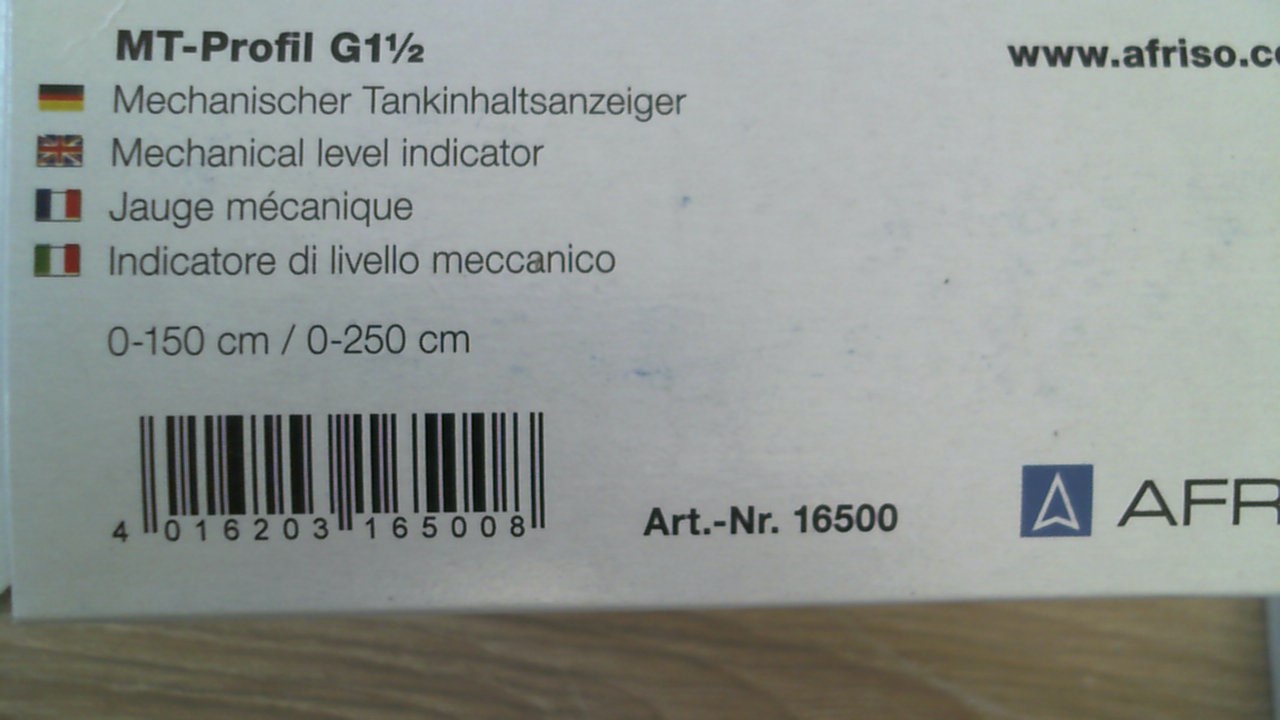 MT-Profil G1½
www.afriso.c
Mechanischer Tankinhaltsanzeiger
Mechanical level indicator
Jauge mécanique
Indicatore di livello meccanico
0-150 cm / 0-250 cm
4 016203 165008
Art.-Nr. 16500
AFR